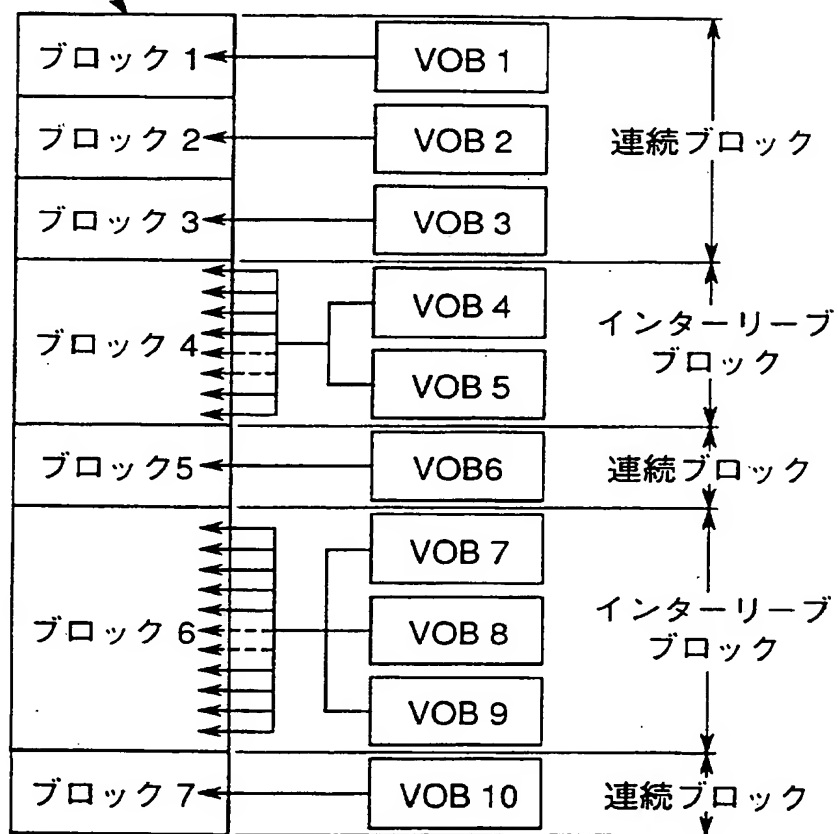 ブロック 1
VOB 1
ブロック 2
VOB 2
連続ブロック
ブロック 3
VOB 3
ブロック 4
VOB 4
VOB 5
インターリーブ
ブロック
ブロック5
VOB6
連続ブロック
ブロック 6
VOB 7
VOB 8
VOB 9
インターリーブ
ブロック
ブロック 7
VOB 10
連続ブロック